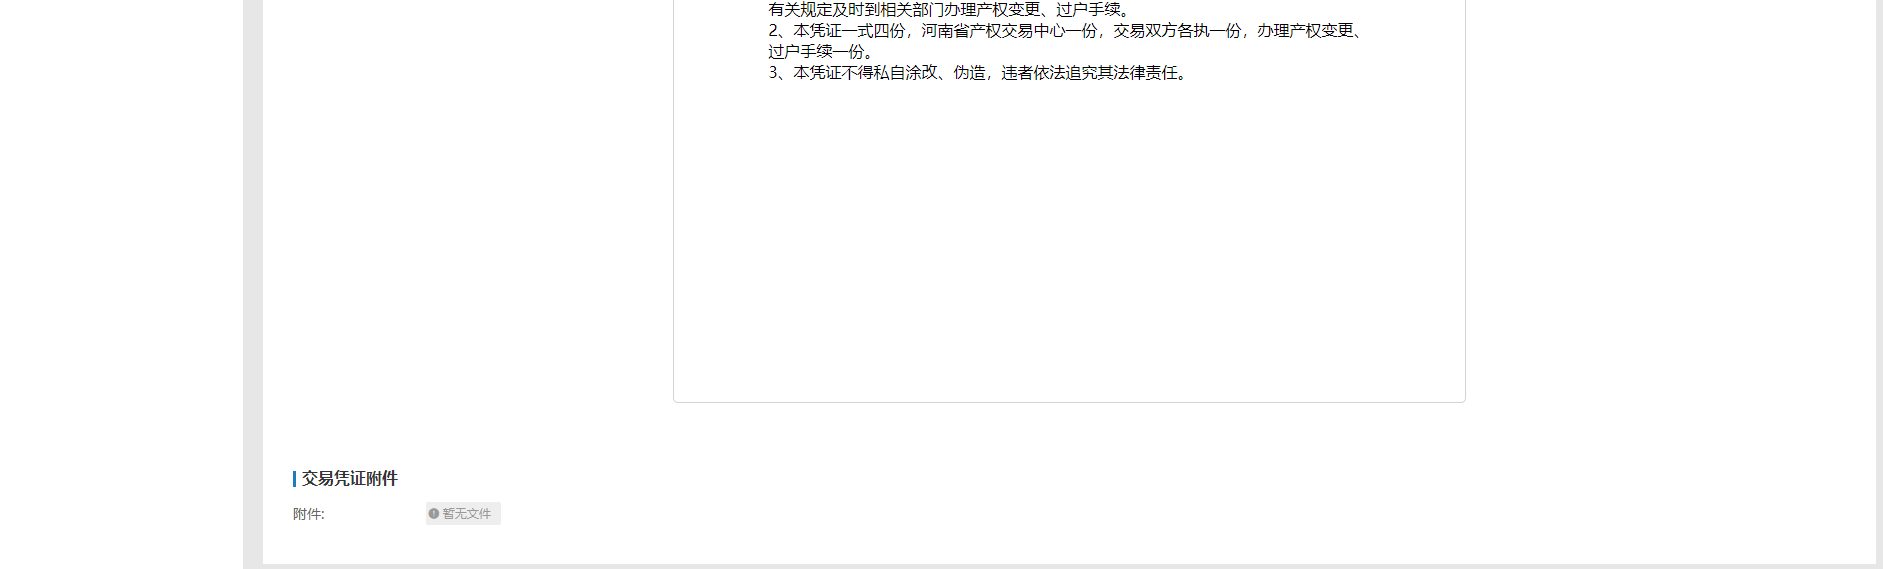 有关规定及时到相关部门办理产权变更、过户手续。
2、本凭证一式四份，河南省产权交易中心一份，交易双方各执一份，办理产权变更、
过户手续一份。
3、本凭证不得私自涂改、伪造，违者依法追究其法律责任。
交易凭证附件
附件: 暂无文件